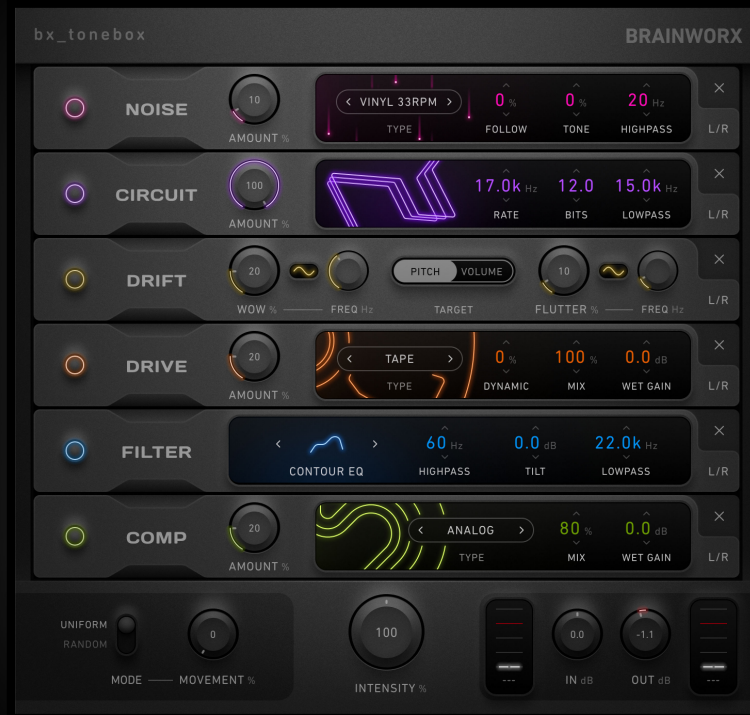 bx_tonebox BRAINWORX
NOISE 10 AMOUNT % < VINYL 33RPM > TYPE 0 % FOLLOW 0 % TONE 20 Hz HIGHPASS × L/R
CIRCUIT 100 AMOUNT % 17.0k Hz RATE 12.0 BITS 15.0k Hz LOWPASS × L/R
DRIFT 20 WOW % FREQ Hz PITCH VOLUME TARGET 10 FLUTTER % FREQ Hz × L/R
DRIVE 20 AMOUNT % < TAPE > TYPE 0 % DYNAMIC 100 % MIX 0.0 dB WET GAIN × L/R
FILTER < > CONTOUR EQ 60 Hz HIGHPASS 0.0 dB TILT 22.0k Hz LOWPASS × L/R
COMP 20 AMOUNT % < ANALOG > TYPE 80 % MIX 0.0 dB WET GAIN × L/R
UNIFORM
RANDOM
MODE 0 MOVEMENT %
100
INTENSITY %
--- 0.0 IN dB -1.1 OUT dB ---